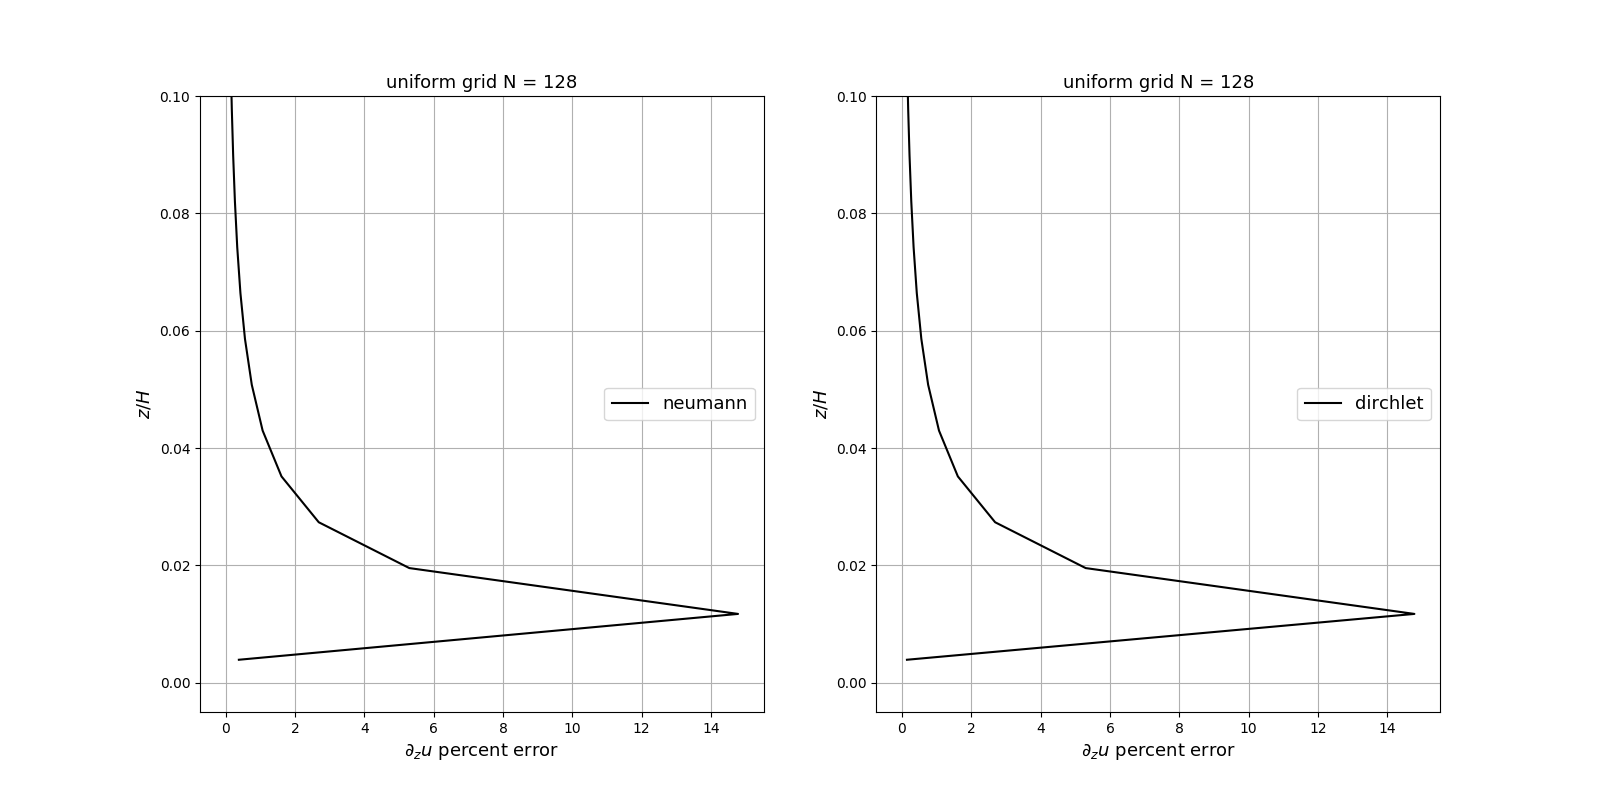 uniform grid N = 128
0.10
0.08
0.06
0.04
0.02
0.00
z/H
neumann
0 2 4 6 8 10 12 14
∂zu percent error
uniform grid N = 128
0.10
0.08
0.06
0.04
0.02
0.00
z/H
dirchlet
0 2 4 6 8 10 12 14
∂zu percent error